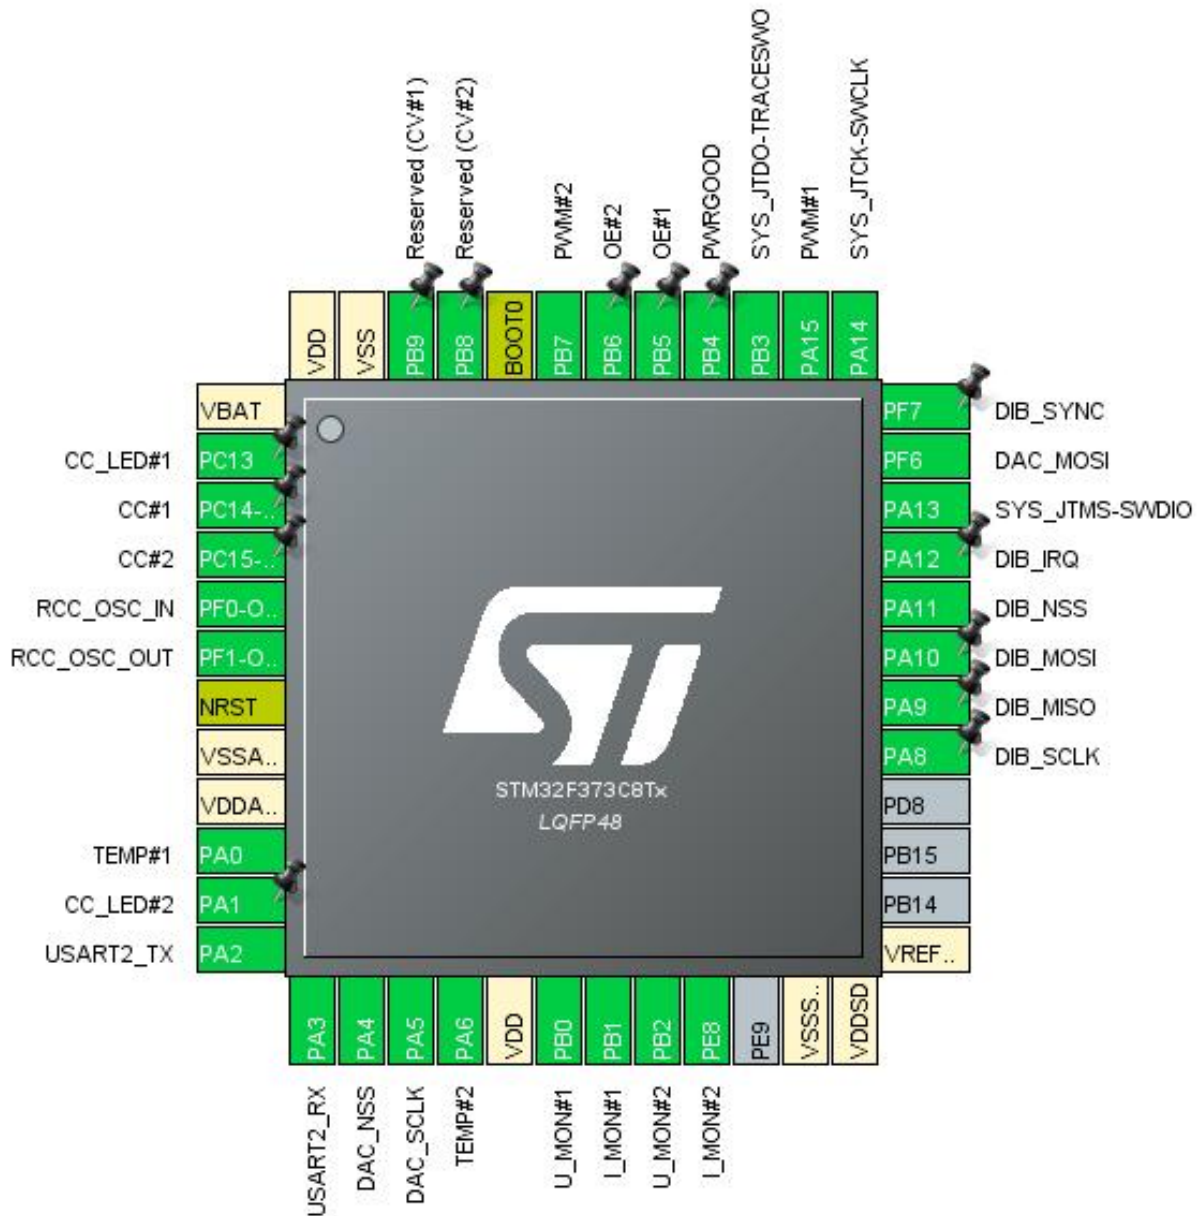 Reserved (CV#1)
Reserved (CV#2)
PWM#2
OE#2
OE#1
PWRGOOD
SYS_JTDO-TRACESWO
PWM#1
SYS_JTCK-SWCLK
VDD
VSS
PB9
PB8
BOOT0
PB7
PB6
PB5
PB4
PB3
PA15
PA14
VBAT
CC_LED#1 PC13
CC#1 PC14-..
CC#2 PC15-..
RCC_OSC_IN PF0-O..
RCC_OSC_OUT PF1-O..
NRST
VSSA..
VDDA..
TEMP#1 PA0
CC_LED#2 PA1
USART2_TX PA2
PF7 DIB_SYNC
PF6 DAC_MOSI
PA13 SYS_JTMS-SWDIO
PA12 DIB_IRQ
PA11 DIB_NSS
PA10 DIB_MOSI
PA9 DIB_MISO
PA8 DIB_SCLK
PD8
PB15
PB14
VREF..
ST
STM32F373C8Tx
LQFP48
PA3
PA4
PA5
PA6
VDD
PB0
PB1
PB2
PE8
PE9
VSSS..
VDDSD
USART2_RX
DAC_NSS
DAC_SCLK
TEMP#2
U_MON#1
I_MON#1
U_MON#2
I_MON#2